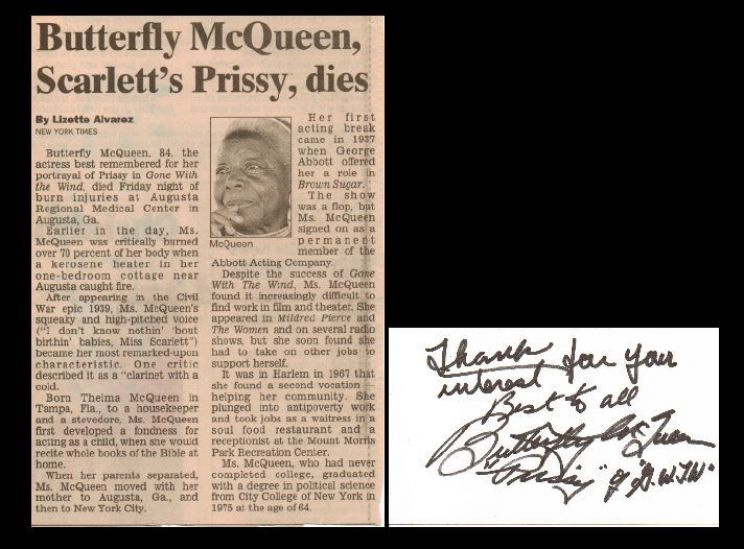 Butterfly McQueen,
Scarlett's Prissy, dies
By Lizette Alvarez
NEW YORK TIMES
Butterfly McQueen, 84, the
actress best remembered for her
portrayal of Prissy in Gone With
the Wind, died Friday night of
burn injuries at Augusta
Regional Medical Center in
Augusta, Ga.
Earlier in the day, Ms.
McQueen was critically burned
over 70 percent of her body when
a kerosene heater in her
one-bedroom cottage near
Augusta caught fire.
After appearing in the Civil
War epic 1939, Ms. McQueen's
squeaky and high-pitched voice
("I don't know nothin' 'bout
birthin' babies, Miss Scarlett")
became her most remarked-upon
characteristic. One critic
described it as a "clarinet with a
cold.
Born Thelma McQueen in
Tampa, Fla., to a housekeeper
and a stevedore, Ms. McQueen
first developed a fondness for
acting as a child, when she would
recite whole books of the Bible at
home.
When her parents separated,
Ms. McQueen moved with her
mother to Augusta, Ga., and
then to New York City.
McQueen
Her first
acting break
came in 1937
when George
Abbott offered
her a role in
Brown Sugar.
The show
was a flop, but
Ms. McQueen
signed on as a
permanent
member of the
Abbott Acting Company.
Despite the success of Gone
With The Wind, Ms. McQueen
found it increasingly difficult to
find work in film and theater. She
appeared in Mildred Pierce and
The Women and on several radio
shows, but she soon found she
had to take on other jobs to
support herself.
It was in Harlem in 1967 that
she found a second vocation —
helping her community. She
plunged into antipoverty work
and took jobs as a waitress in a
soul food restaurant and a
receptionist at the Mount Morris
Park Recreation Center.
Ms. McQueen, who had never
completed college, graduated
with a degree in political science
from City College of New York in
1975 at the age of 64.
Thank for your
interest
Best to all
Butterfly McQueen
"Prissy" of "G.W.T.W"